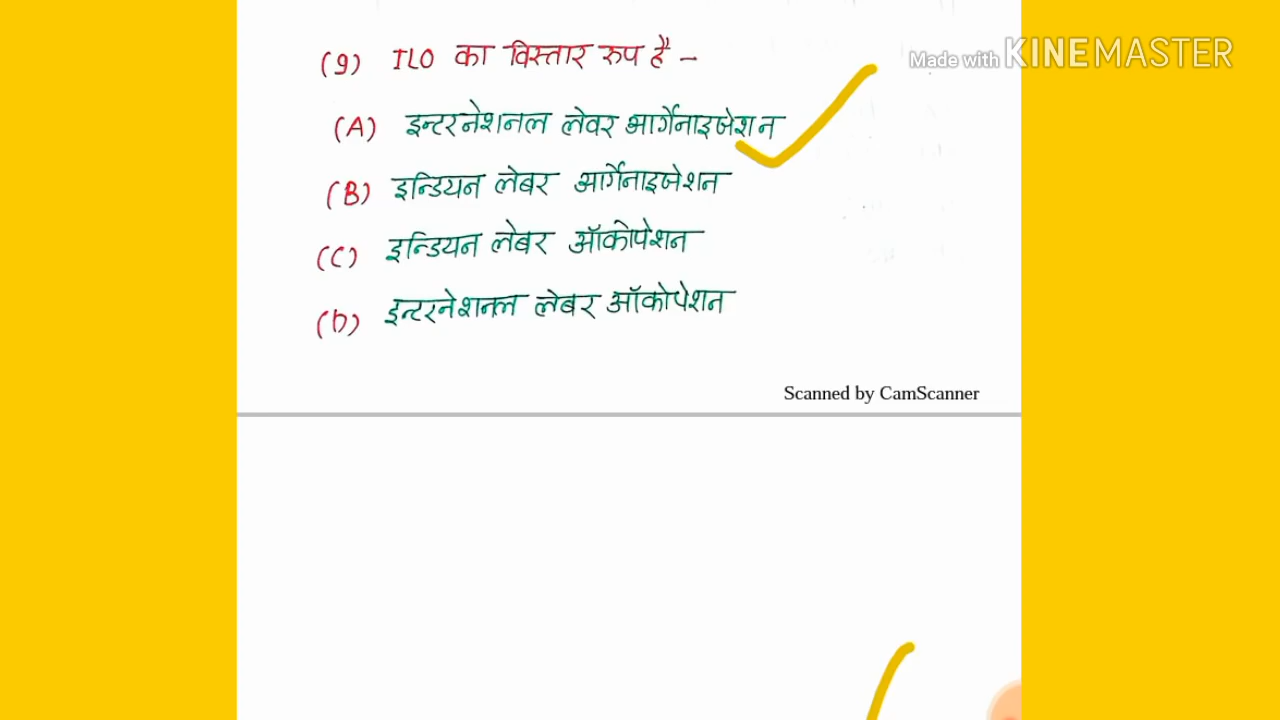 (9) ILO का विस्तार रुप है -
Made with KINEMASTER
(A) इन्टरनेशनल लेवर आर्गेनाइजेशन
(B) इन्डियन लेबर आर्गेनाइजेशन
(C) इन्डियन लेबर ऑकोपेशन
(D) इन्टरनेशनल लेबर ऑकोपेशन
Scanned by CamScanner